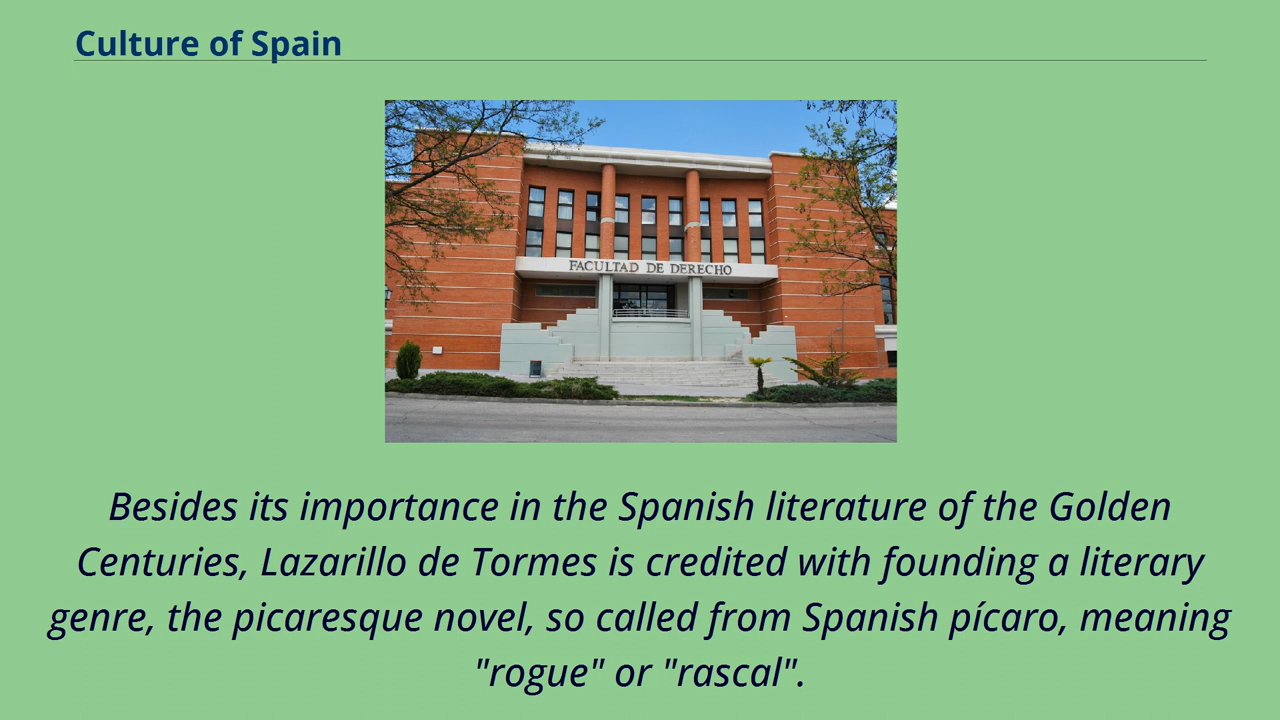 Culture of Spain
FACULTAD DE DERECHO
Besides its importance in the Spanish literature of the Golden
Centuries, Lazarillo de Tormes is credited with founding a literary
genre, the picaresque novel, so called from Spanish pícaro, meaning
"rogue" or "rascal".